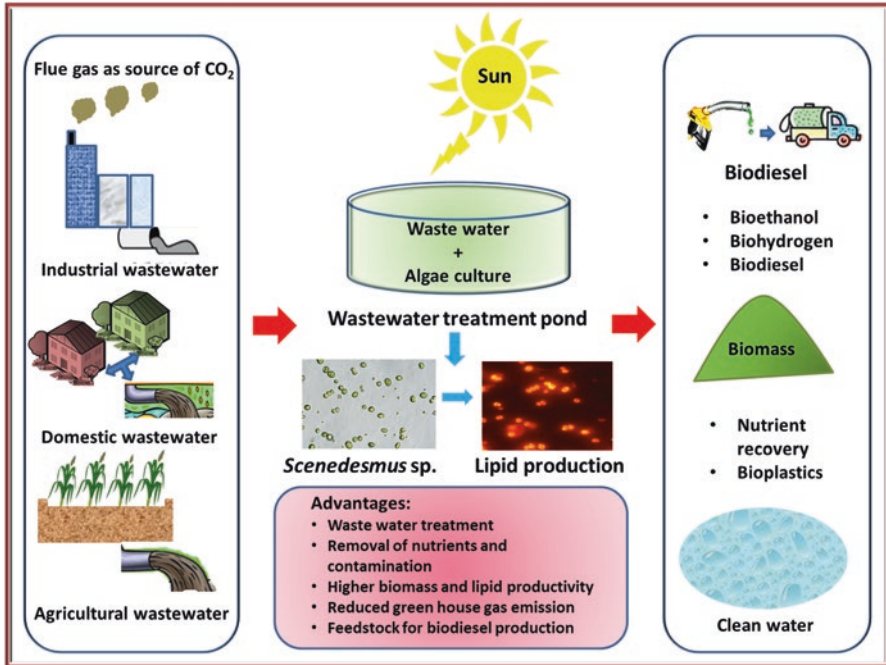 Flue gas as source of CO₂
Industrial wastewater
Domestic wastewater
Agricultural wastewater
Sun
Waste water
+
Algae culture
Wastewater treatment pond
Scenedesmus sp.
Lipid production
Advantages:
• Waste water treatment
• Removal of nutrients and
contamination
• Higher biomass and lipid productivity
• Reduced green house gas emission
• Feedstock for biodiesel production
Biodiesel
• Bioethanol
• Biohydrogen
• Biodiesel
Biomass
• Nutrient
recovery
• Bioplastics
Clean water